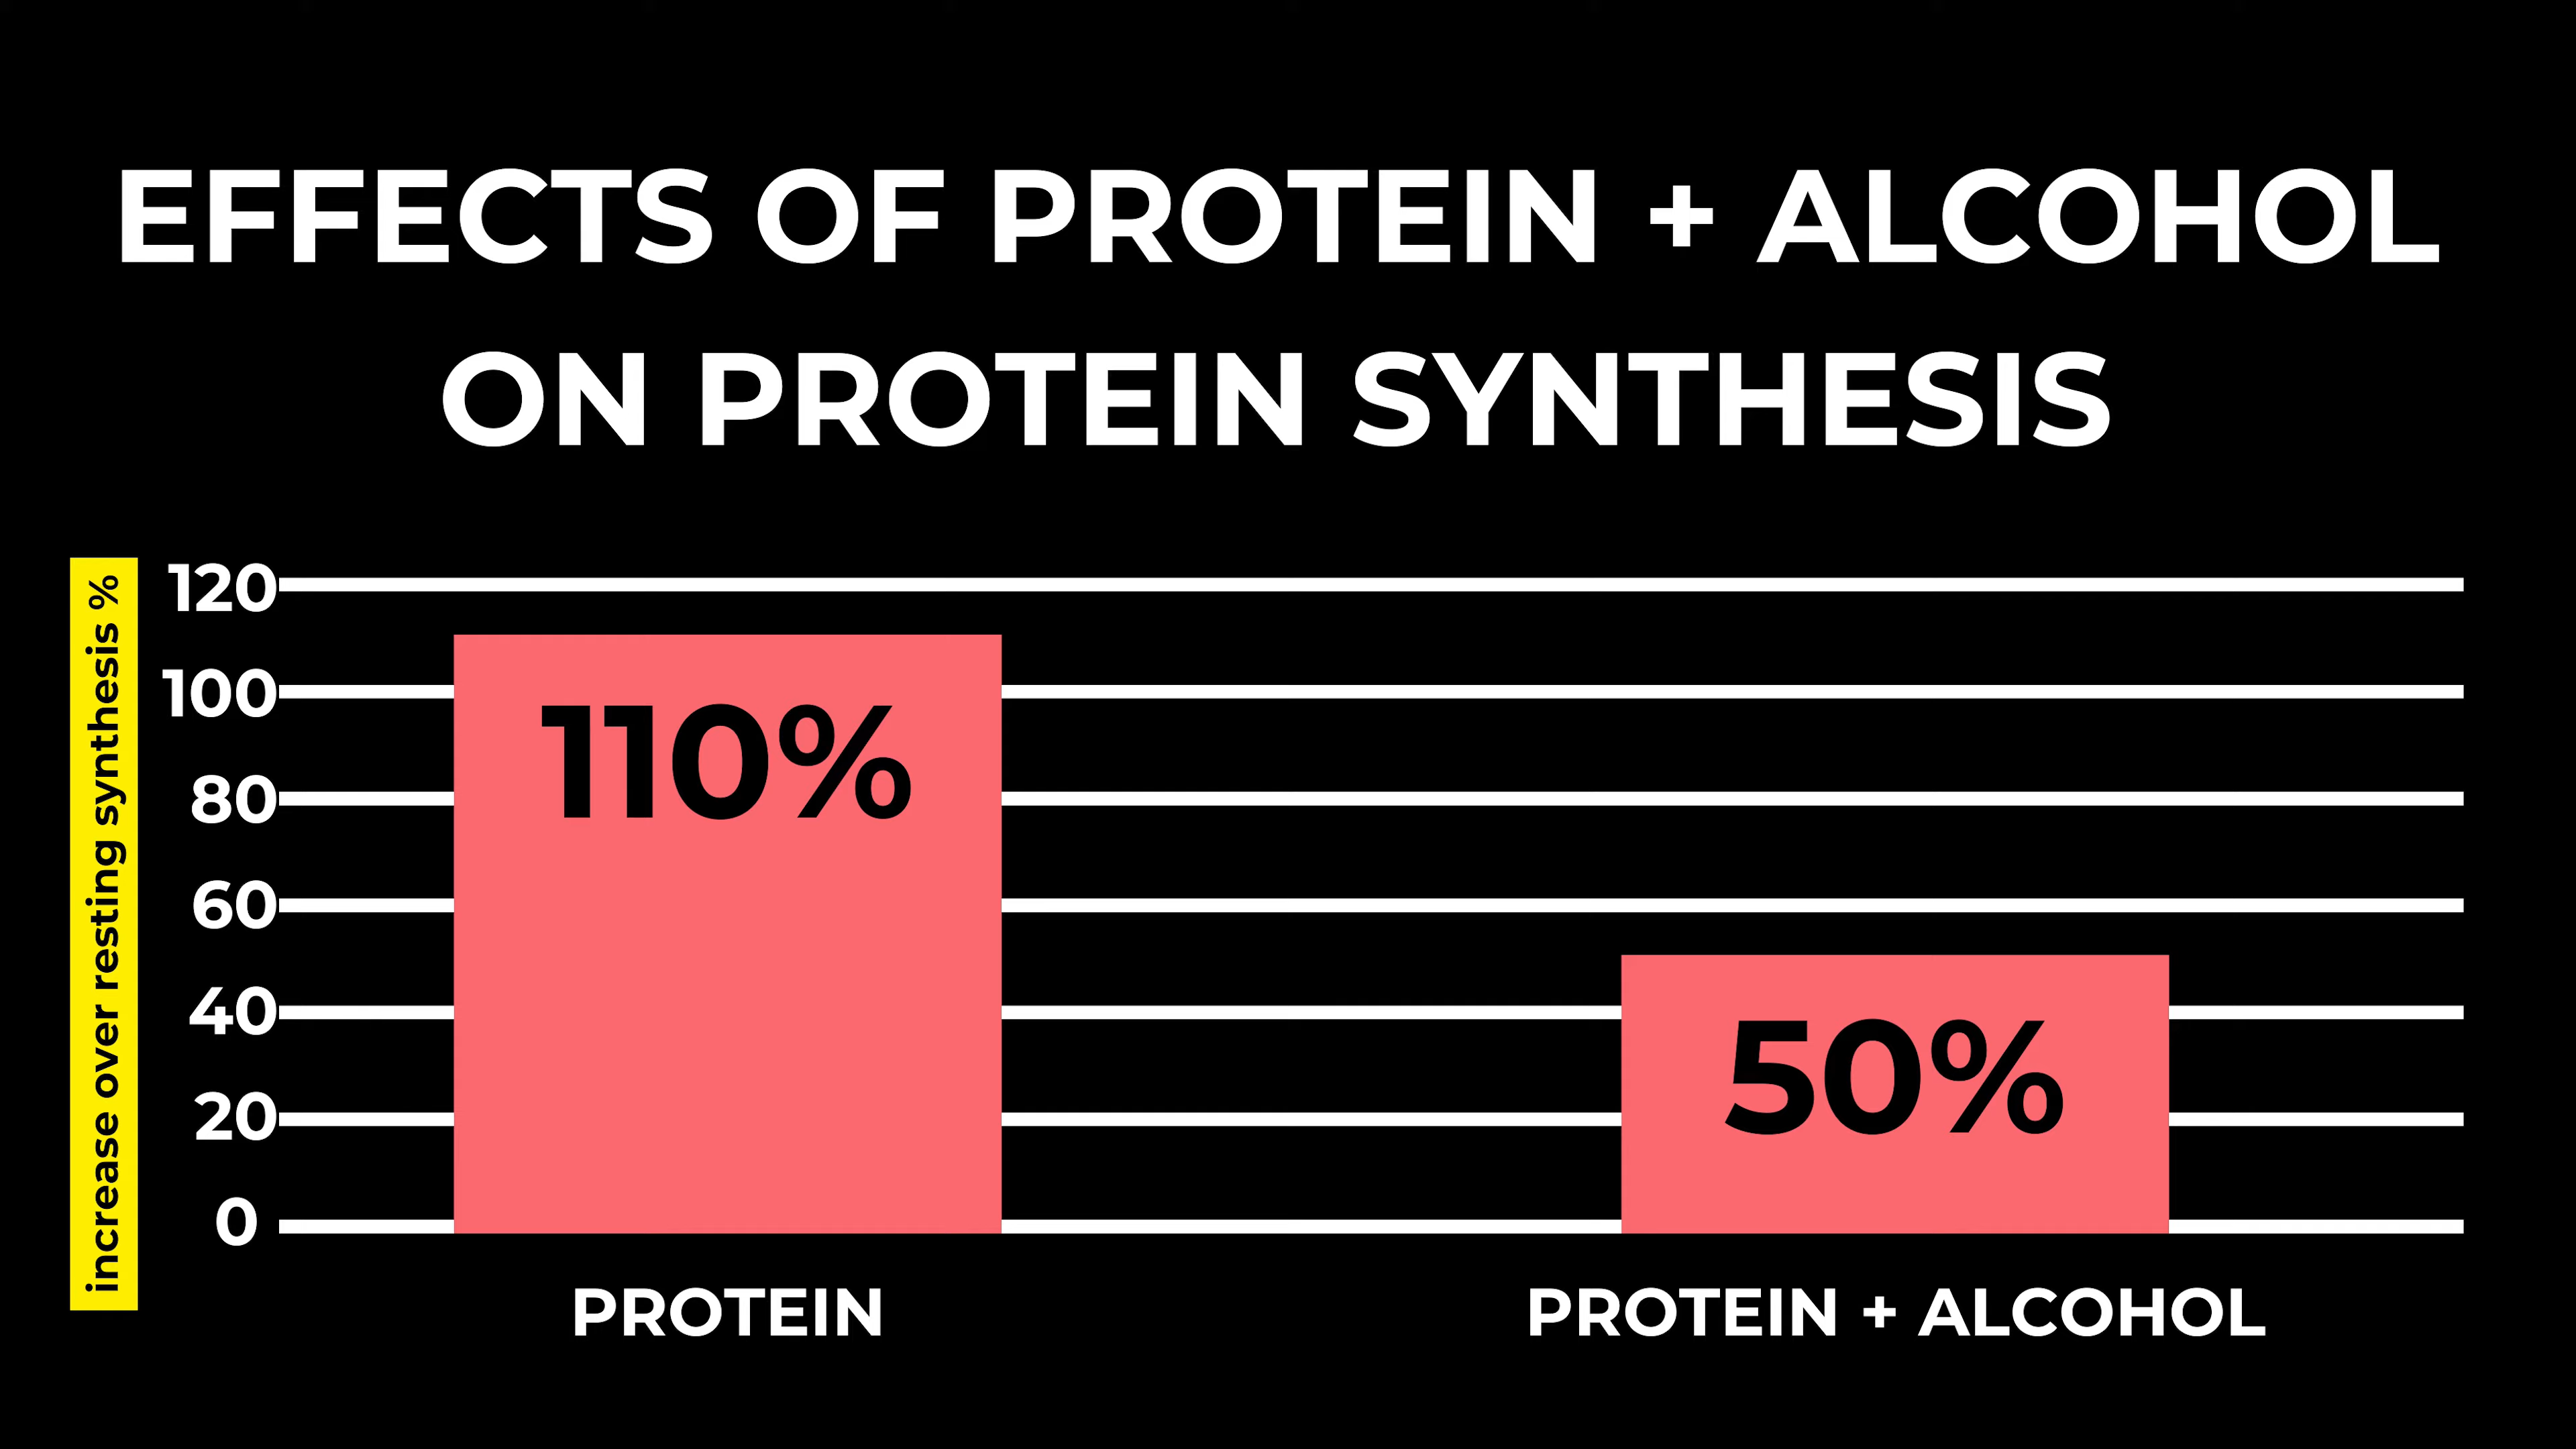 EFFECTS OF PROTEIN + ALCOHOL
ON PROTEIN SYNTHESIS
increase over resting synthesis %
120
100
80
60
40
20
0
110%
50%
PROTEIN
PROTEIN + ALCOHOL